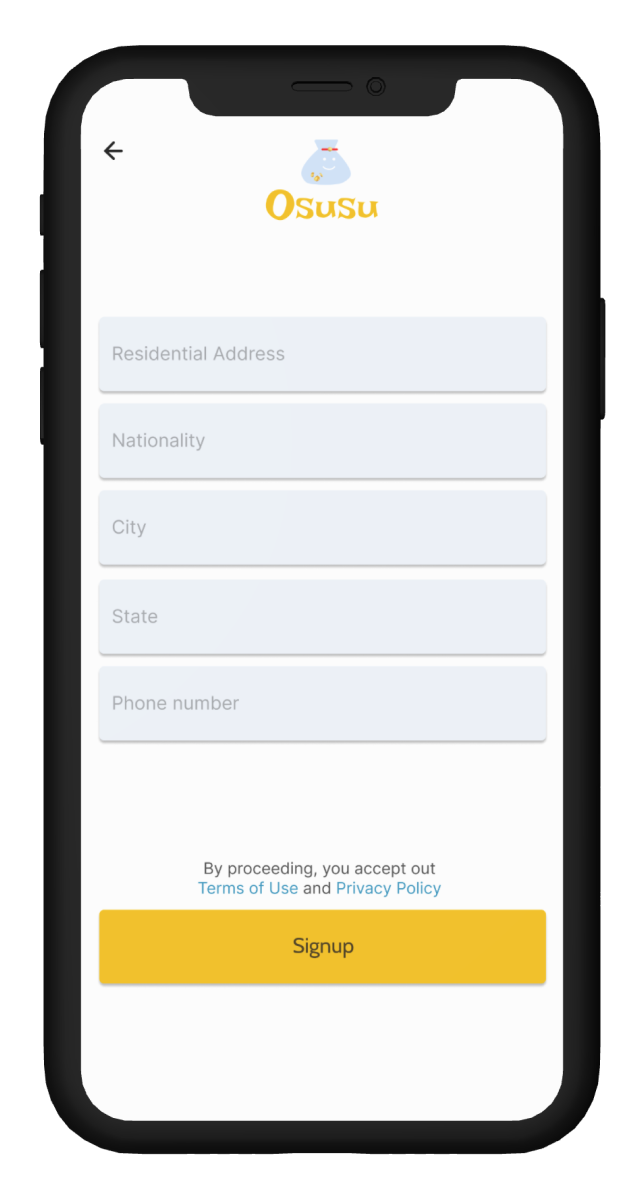 Osusu
Residential Address
Nationality
City
State
Phone number
By proceeding, you accept out
Terms of Use and Privacy Policy
Signup